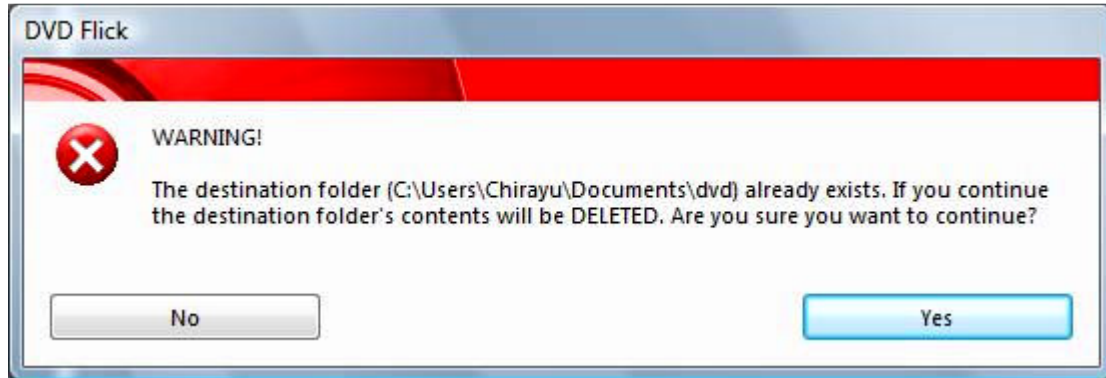 DVD Flick
WARNING!
The destination folder (C:\Users\Chirayu\Documents\dvd) already exists. If you continue
the destination folder's contents will be DELETED. Are you sure you want to continue?
No
Yes